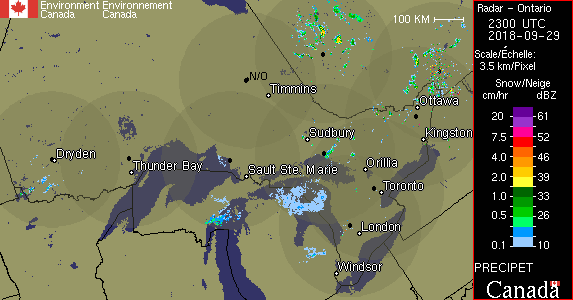 Environment Environnement
Canada Canada
100 KM
N/O
Timmins
Ottawa
Sudbury
Kingston
Dryden
Thunder Bay
Sault Ste. Marie
Orillia
Toronto
London
Windsor
Radar - Ontario
2300 UTC
2018-09-29
Scale/Échelle:
3.5 km/Pixel
Snow/Neige
cm/hr dBZ
20 61
7.5 52
4.0 46
2.0 39
1.0 33
0.5 26
0.1 10
PRECIPET
Canada